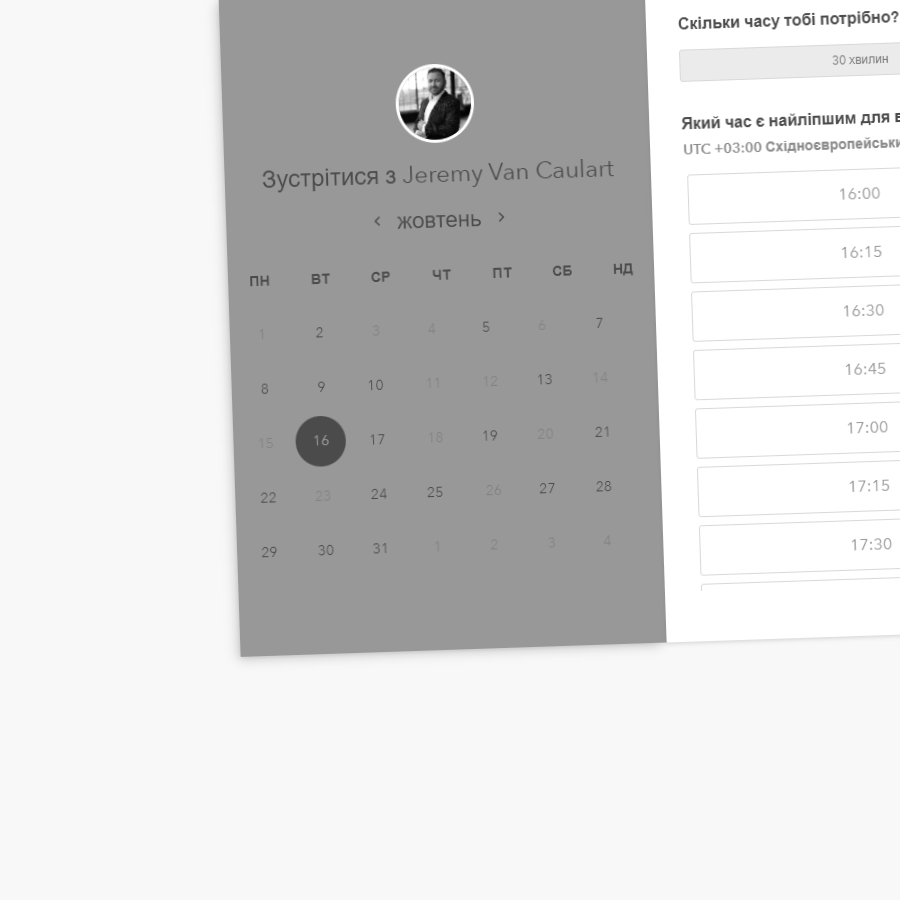 Зустрітися з Jeremy Van Caulart
жовтень
ПН ВТ СР ЧТ ПТ СБ НД
1 2 3 4 5 6 7
8 9 10 11 12 13 14
15 16 17 18 19 20 21
22 23 24 25 26 27 28
29 30 31 1 2 3 4
Скільки часу тобі потрібно?
30 хвилин
Який час є найліпшим для
UTC +03:00
16:00
16:15
16:30
16:45
17:00
17:15
17:30